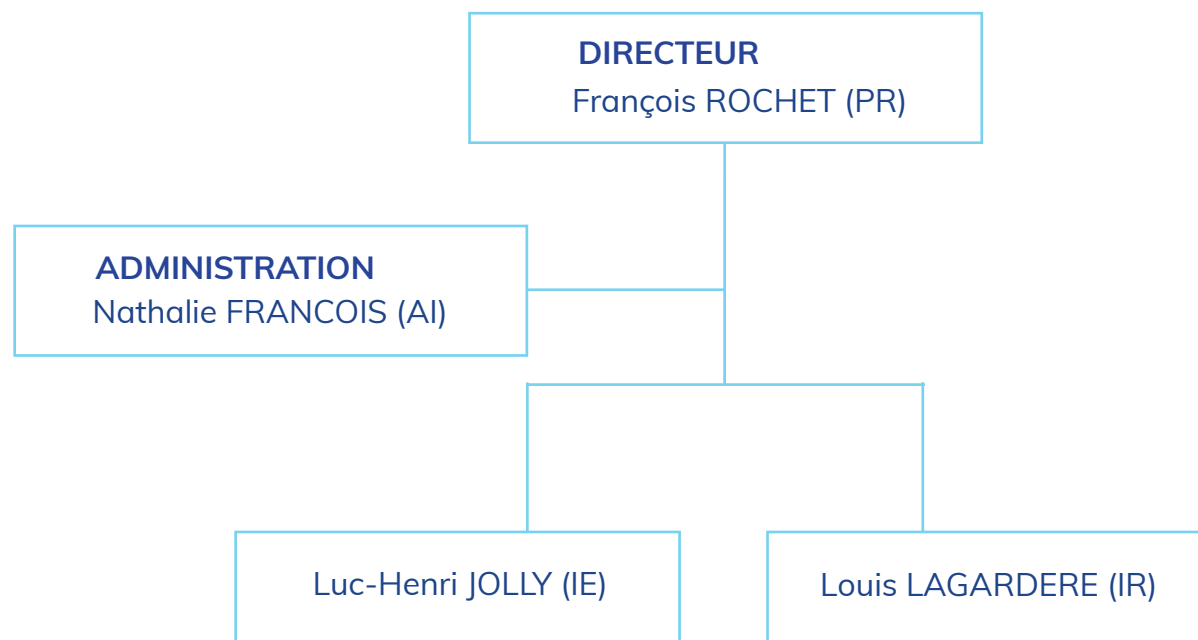 DIRECTEUR
François ROCHET (PR)
ADMINISTRATION
Nathalie FRANCOIS (AI)
Luc-Henri JOLLY (IE)
Louis LAGARDERE (IR)